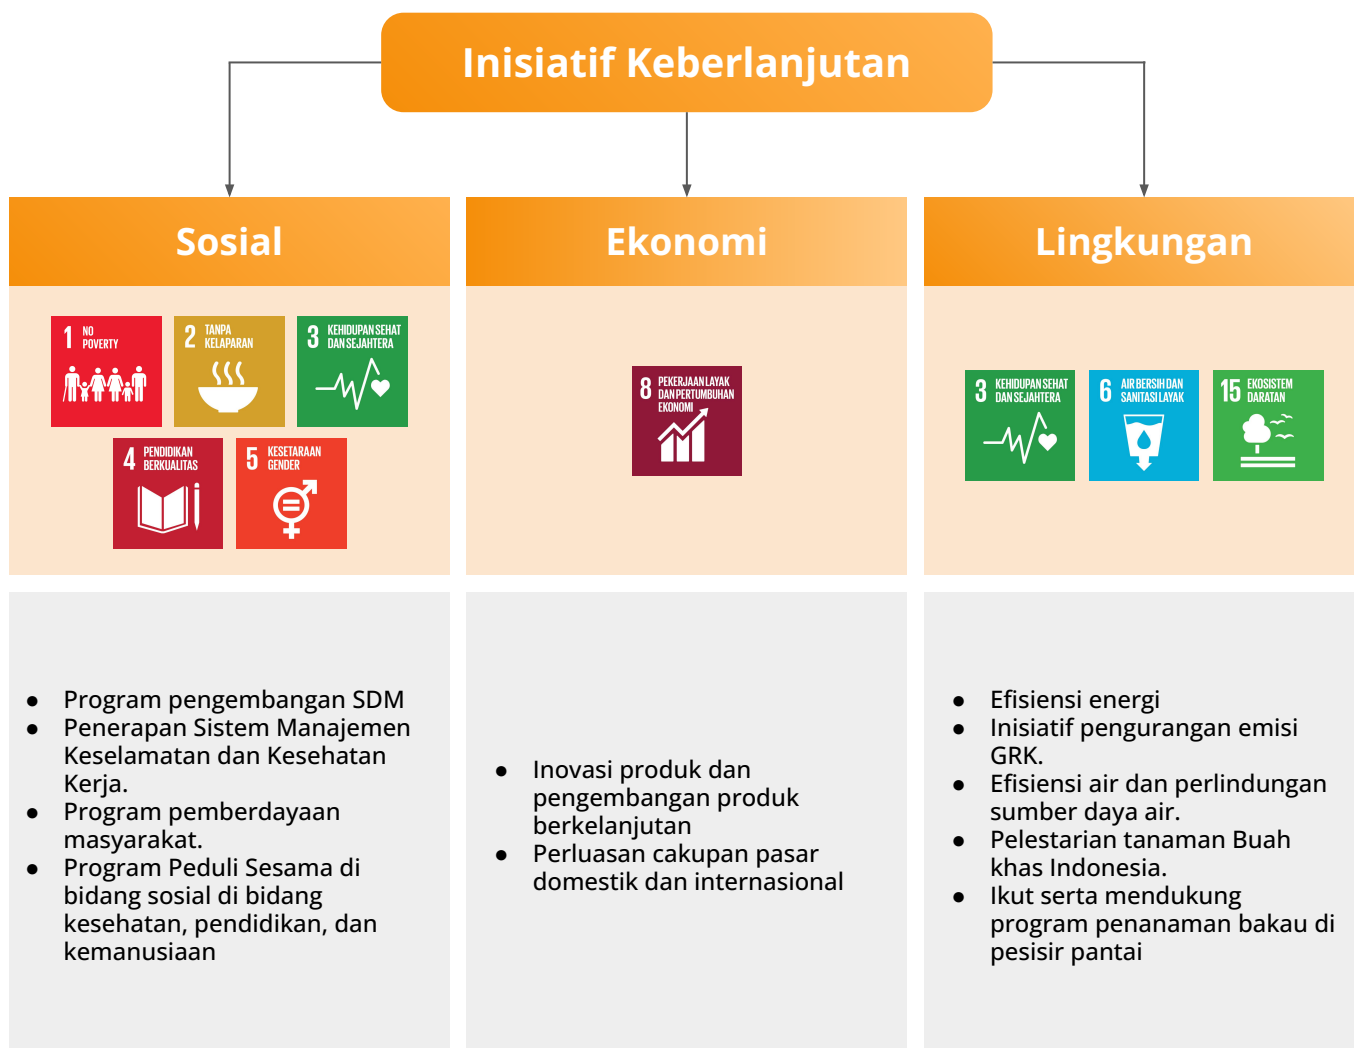 Inisiatif Keberlanjutan
Sosial
1 NO
POVERTY
2 TANPA
KELAPARAN
3 KEHIDUPAN SEHAT
DAN SEJAHTERA
4 PENDIDIKAN
BERKUALITAS
5 KESETARAAN
GENDER
● Program pengembangan SDM
● Penerapan Sistem Manajemen
Keselamatan dan Kesehatan
Kerja.
● Program pemberdayaan
masyarakat.
● Program Peduli Sesama di
bidang sosial di bidang
kesehatan, pendidikan, dan
kemanusiaan
Ekonomi
8 PEKERJAAN LAYAK
DAN PERTUMBUHAN
EKONOMI
● Inovasi produk dan
pengembangan produk
berkelanjutan
● Perluasan cakupan pasar
domestik dan internasional
Lingkungan
3 KEHIDUPAN SEHAT
DAN SEJAHTERA
6 AIR BERSIH DAN
SANITASI LAYAK
15 EKOSISTEM
DARATAN
● Efisiensi energi
● Inisiatif pengurangan emisi
GRK.
● Efisiensi air dan perlindungan
sumber daya air.
● Pelestarian tanaman Buah
khas Indonesia.
● Ikut serta mendukung
program penanaman bakau di
pesisir pantai